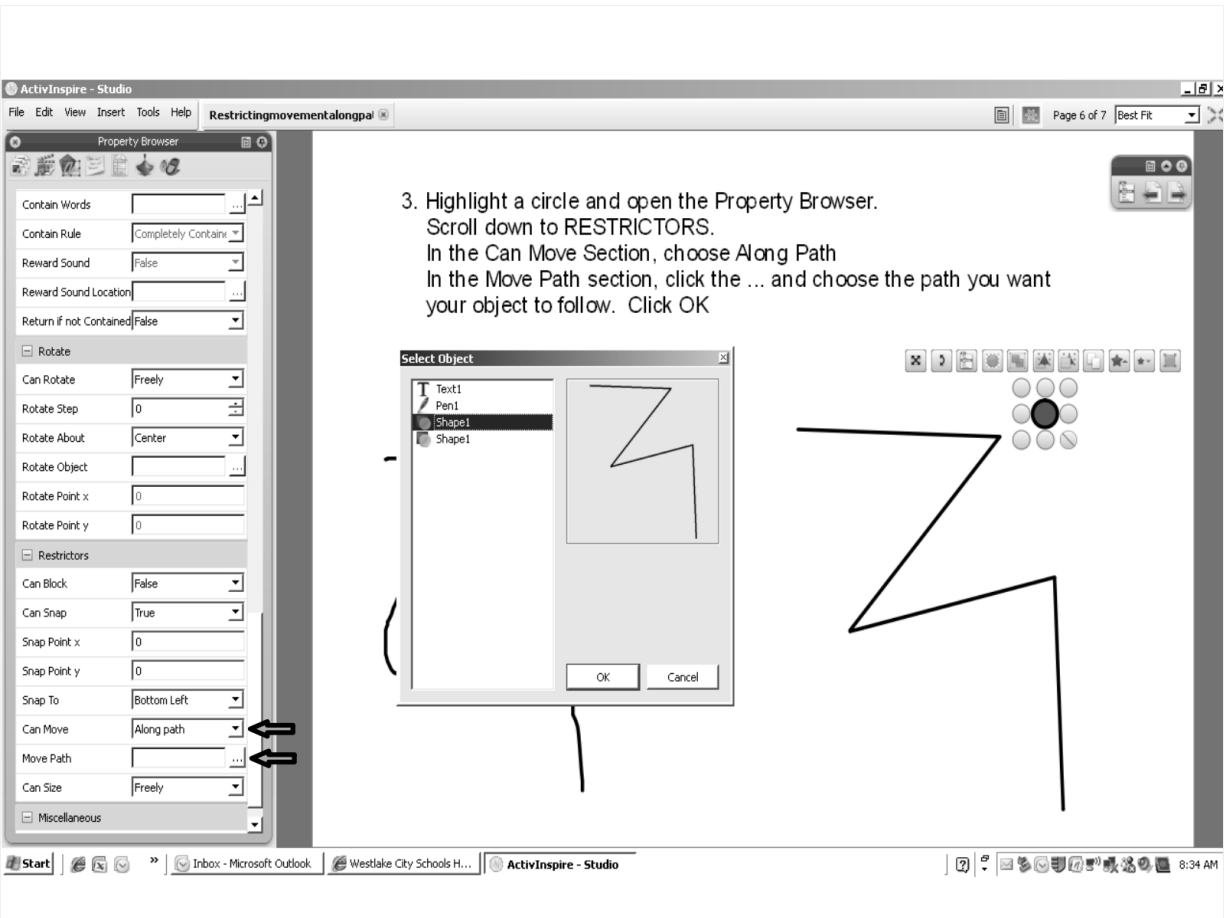 ActivInspire - Studio
File Edit View Insert Tools Help Restrictingmovementalongpa Page 6 of 7 Best Fit
Property Browser
Contain Words ...
Contain Rule Completely Containe
Reward Sound False
Reward Sound Location ...
Return if not Contained False
Rotate
Can Rotate Freely
Rotate Step 0
Rotate About Center
Rotate Object ...
Rotate Point x 0
Rotate Point y 0
Restrictors
Can Block False
Can Snap True
Snap Point x 0
Snap Point y 0
Snap To Bottom Left
Can Move Along path
Move Path ...
Can Size Freely
Miscellaneous
3. Highlight a circle and open the Property Browser.
Scroll down to RESTRICTORS.
In the Can Move Section, choose Along Path
In the Move Path section, click the ... and choose the path you want
your object to follow. Click OK
Select Object
T Text1
Pen1
Shape1
Shape1
OK Cancel
Start » Inbox - Microsoft Outlook Westlake City Schools H... ActivInspire - Studio 8:34 AM